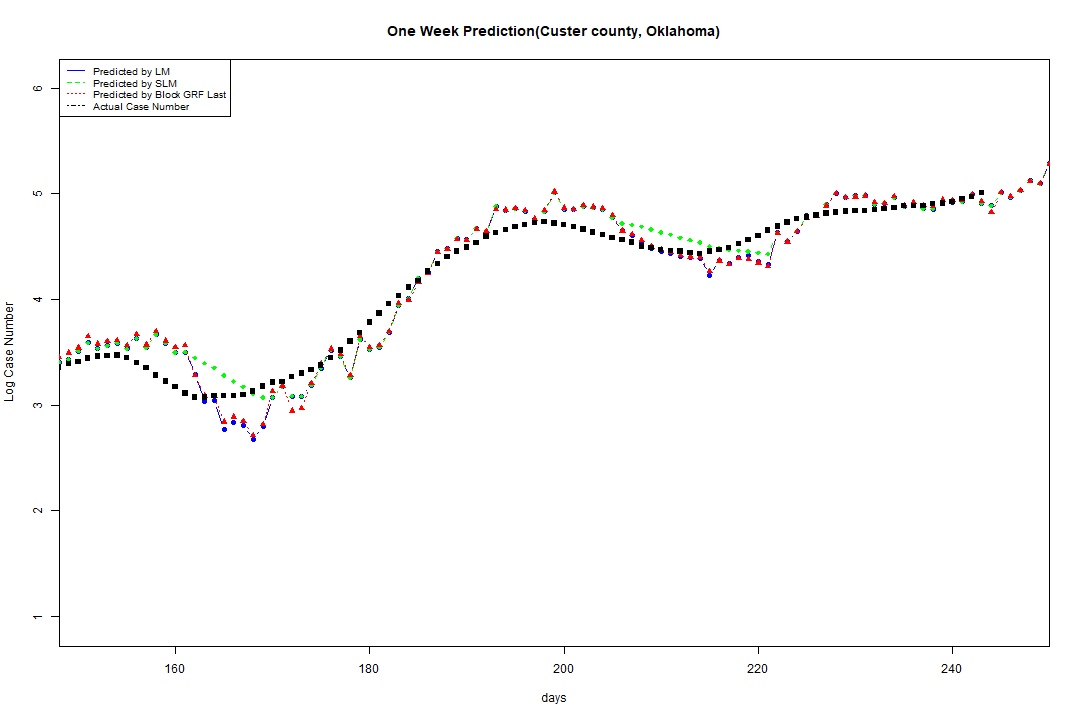 One Week Prediction(Custer county, Oklahoma)
Predicted by LM
Predicted by SLM
Predicted by Block GRF Last
Actual Case Number
6
5
4
3
2
1
Log Case Number
160 180 200 220 240
days